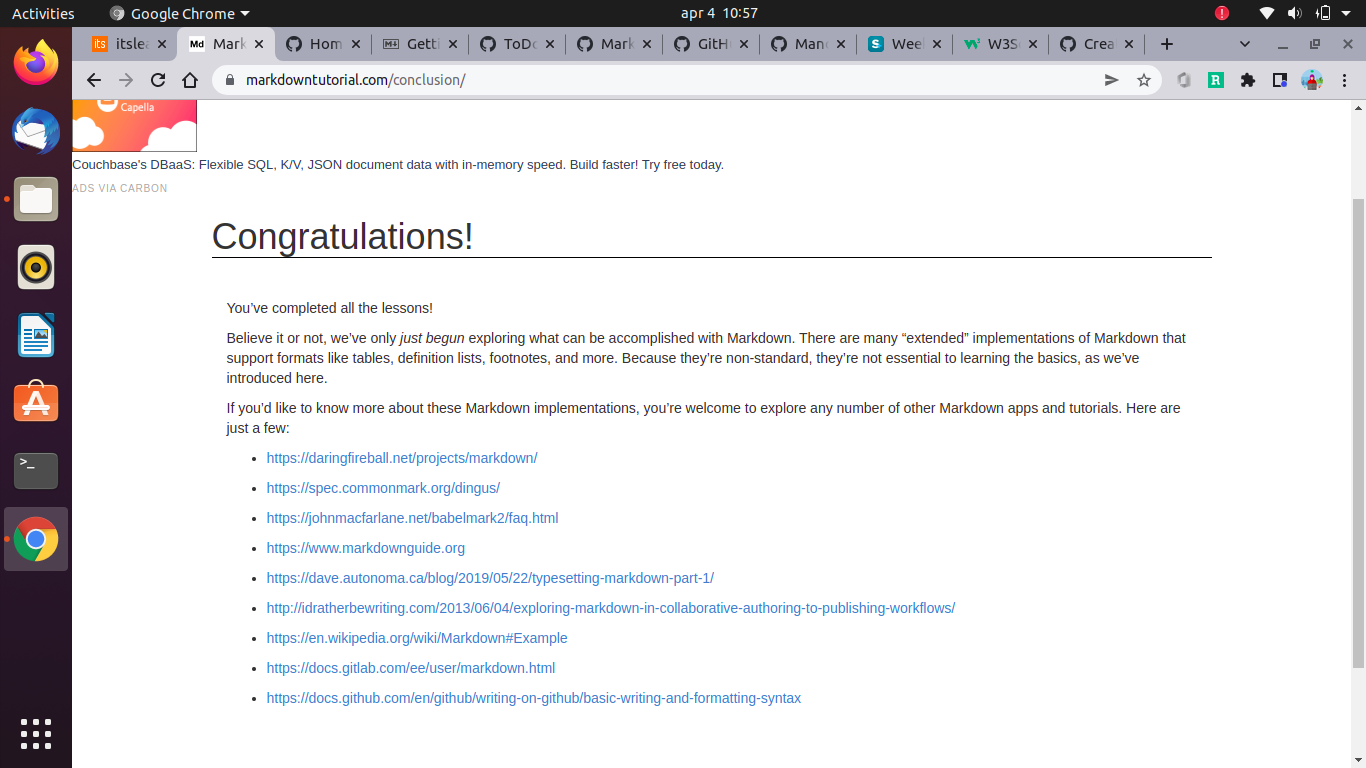 Activities Google Chrome apr 4 10:57
its itslea Md Mark Hom Getti ToDo Mark GitH Man S Weel W3S Crea
markdowntutorial.com/conclusion/
Capella
Couchbase's DBaaS: Flexible SQL, K/V, JSON document data with in-memory speed. Build faster! Try free today.
ADS VIA CARBON
Congratulations!
You’ve completed all the lessons!
Believe it or not, we’ve only just begun exploring what can be accomplished with Markdown. There are many “extended” implementations of Markdown that
support formats like tables, definition lists, footnotes, and more. Because they’re non-standard, they’re not essential to learning the basics, as we’ve
introduced here.
If you’d like to know more about these Markdown implementations, you’re welcome to explore any number of other Markdown apps and tutorials. Here are
just a few:
https://daringfireball.net/projects/markdown/
https://spec.commonmark.org/dingus/
https://johnmacfarlane.net/babelmark2/faq.html
https://www.markdownguide.org
https://dave.autonoma.ca/blog/2019/05/22/typesetting-markdown-part-1/
http://idratherbewriting.com/2013/06/04/exploring-markdown-in-collaborative-authoring-to-publishing-workflows/
https://en.wikipedia.org/wiki/Markdown#Example
https://docs.gitlab.com/ee/user/markdown.html
https://docs.github.com/en/github/writing-on-github/basic-writing-and-formatting-syntax